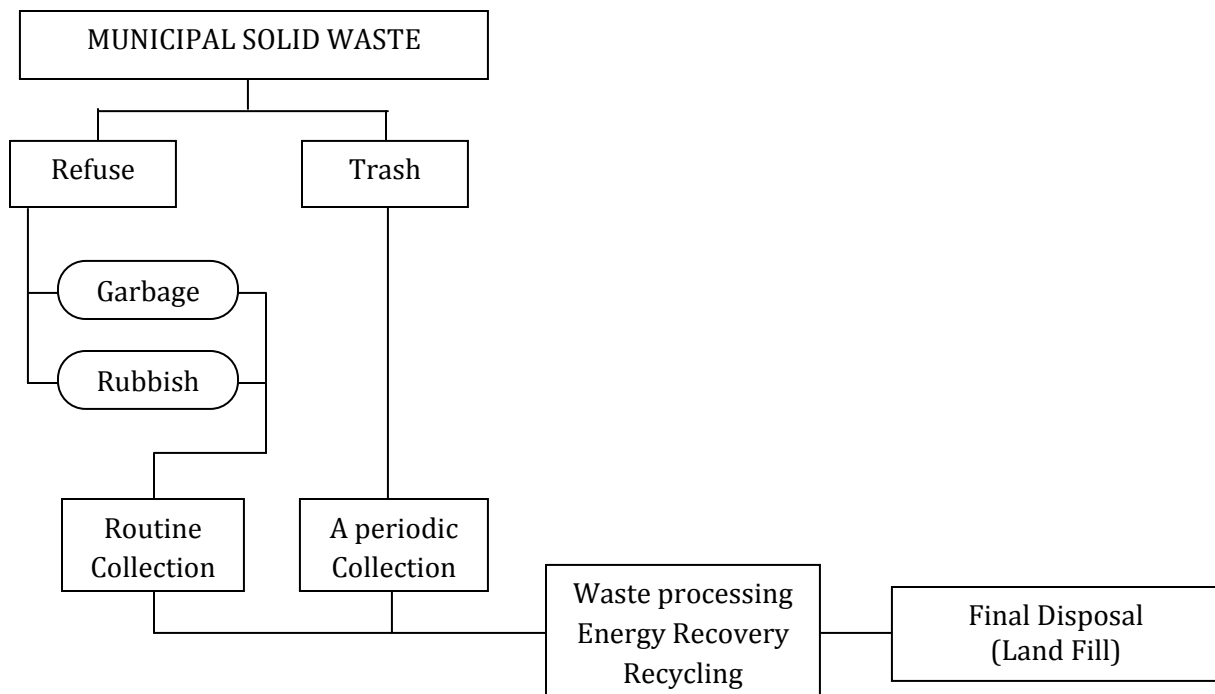 MUNICIPAL SOLID WASTE
Refuse
Trash
Garbage
Rubbish
Routine
Collection
A periodic
Collection
Waste processing
Energy Recovery
Recycling
Final Disposal
(Land Fill)